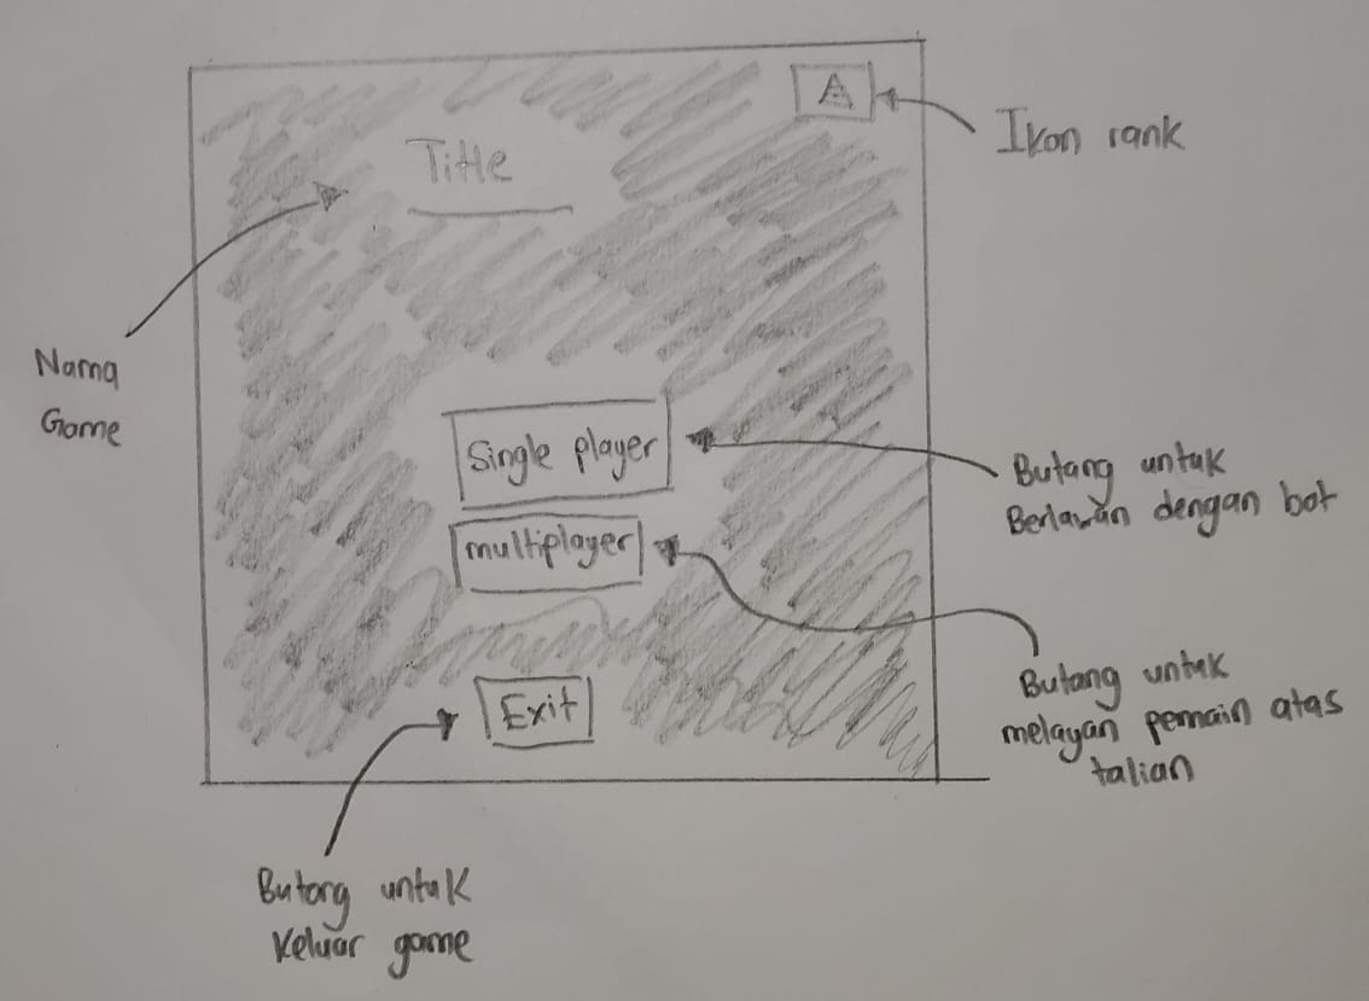 Title
Ikon rank
Nama
Game
Single player
Butang untuk
Berlawan dengan bot
multiplayer
Butang untuk
melayan pemain atas
talian
Exit
Butang untuk
Keluar game